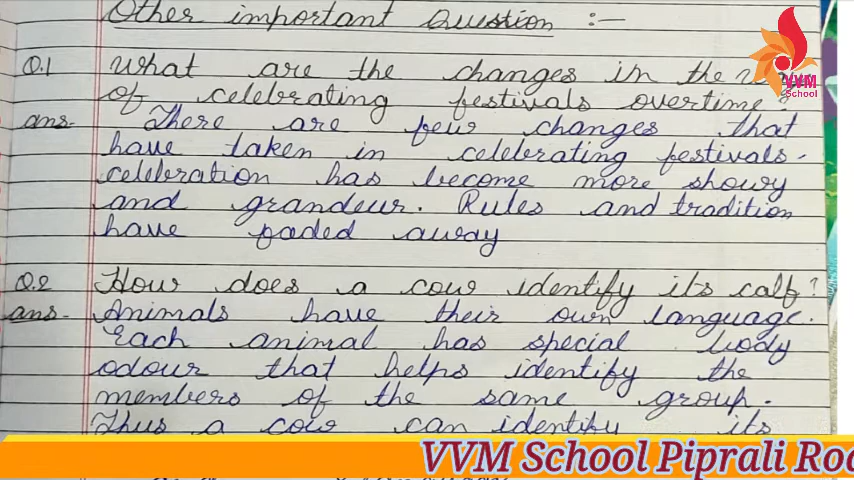 Other important Question :-
Q.1 What are the changes in the
of celebrating festivals overtime?
ans. There are few changes that
have taken in celebrating festivals.
celebration has become more showy
and grandeur. Rules and tradition
have faded away
Q.2 How does a cow identify its calf?
ans. Animals have their own language.
Each animal has special body
odour that helps identify the
members of the same group.
Thus a cow can identify its
VVM
School
VVM School Piprali Roa